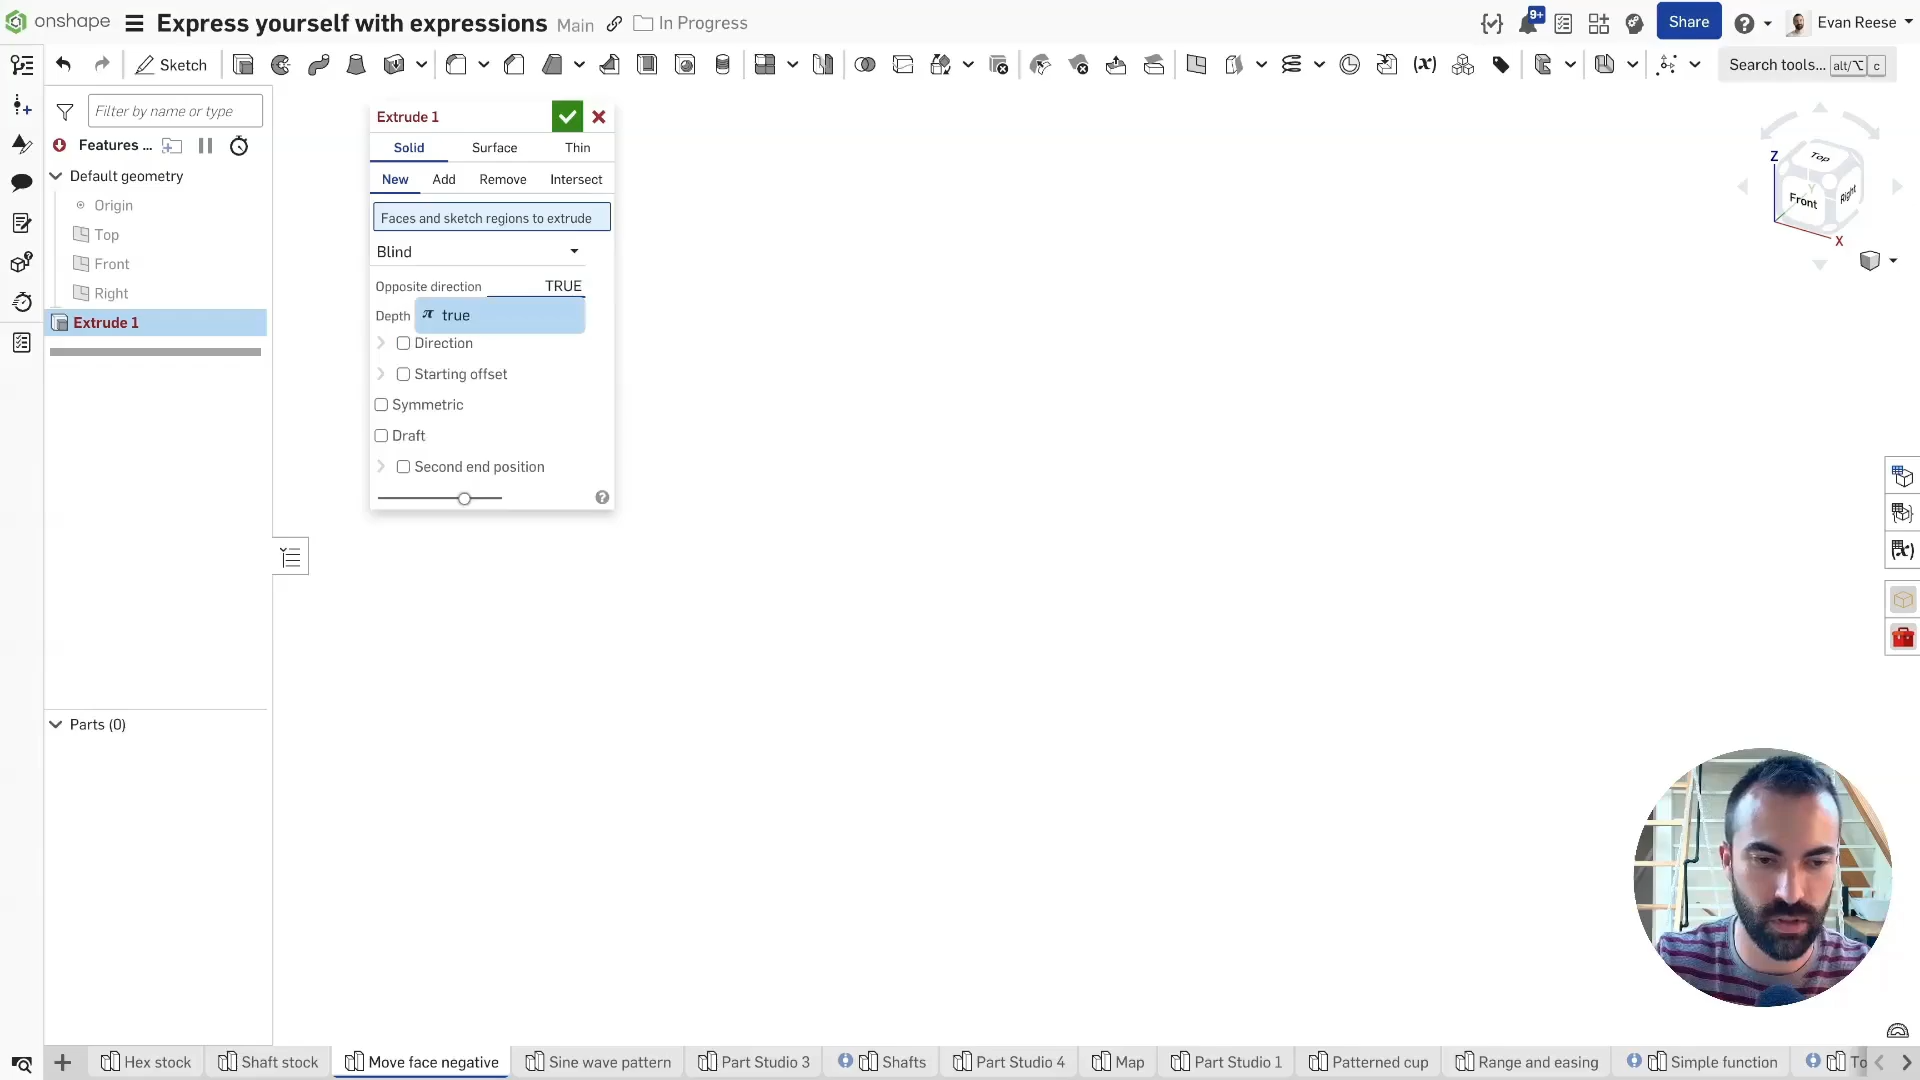 onshape Express yourself with expressions Main In Progress 9+ Share Evan Reese
Sketch (x) Search tools... alt/⌥ c
Filter by name or type
Features ...
Default geometry
Origin
Top
Front
Right
Extrude 1
Parts (0)
Extrude 1
Solid Surface Thin
New Add Remove Intersect
Faces and sketch regions to extrude
Blind
Opposite direction TRUE
Depth π true
Direction
Starting offset
Symmetric
Draft
Second end position
Z Top Y Front Right X
(x)
Hex stock Shaft stock Move face negative Sine wave pattern Part Studio 3 Shafts Part Studio 4 Map Part Studio 1 Patterned cup Range and easing Simple function To